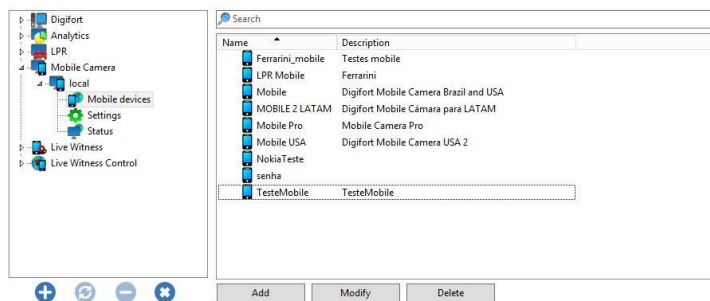 Digifort
Analytics
LPR
Mobile Camera
local
Mobile devices
Settings
Status
Live Witness
Live Witness Control
Search
Name Description
Ferrarini_mobile Testes mobile
LPR Mobile Ferrarini
Mobile Digifort Mobile Camera Brazil and USA
MOBILE 2 LATAM Digifort Mobile Cámara para LATAM
Mobile Pro Mobile Camera Pro
Mobile USA Digifort Mobile Camera USA 2
NokiaTeste
senha
TesteMobile TesteMobile
Add Modify Delete